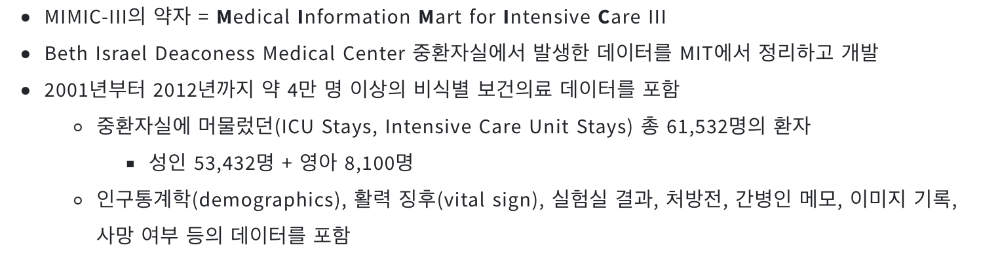 • MIMIC-III의 약자 = Medical Information Mart for Intensive Care III
• Beth Israel Deaconess Medical Center 중환자실에서 발생한 데이터를 MIT에서 정리하고 개발
• 2001년부터 2012년까지 약 4만 명 이상의 비식별 보건의료 데이터를 포함
◦ 중환자실에 머물렀던(ICU Stays, Intensive Care Unit Stays) 총 61,532명의 환자
▪ 성인 53,432명 + 영아 8,100명
◦ 인구통계학(demographics), 활력 징후(vital sign), 실험실 결과, 처방전, 간병인 메모, 이미지 기록,
사망 여부 등의 데이터를 포함